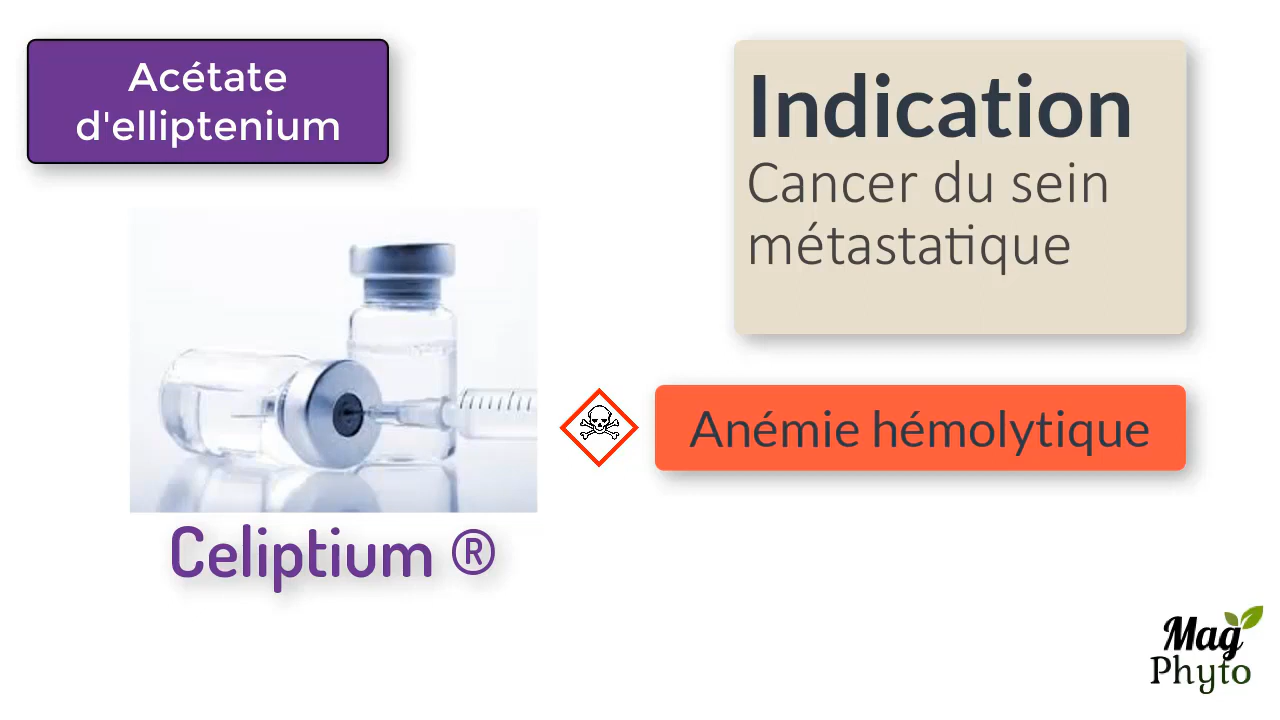 Acétate
d'elliptenium
Indication
Cancer du sein
métastatique
Anémie hémolytique
Celiptium ®
Mag
Phyto